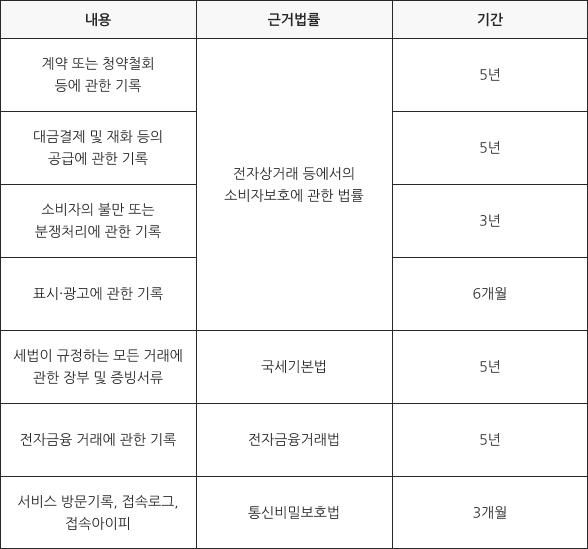 내용 근거법률 기간
계약 또는 청약철회
등에 관한 기록
5년
대금결제 및 재화 등의
공급에 관한 기록
5년
전자상거래 등에서의
소비자보호에 관한 법률
소비자의 불만 또는
분쟁처리에 관한 기록
3년
표시·광고에 관한 기록
6개월
세법이 규정하는 모든 거래에
관한 장부 및 증빙서류
국세기본법
5년
전자금융 거래에 관한 기록
전자금융거래법
5년
서비스 방문기록, 접속로그,
접속아이피
통신비밀보호법
3개월